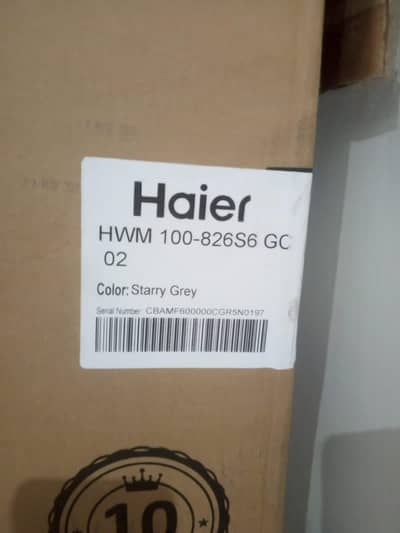 Haier
HWM 100-826S6 GC
02
Color: Starry Grey
Serial Number: CBAMF600000CGR5N0197
10